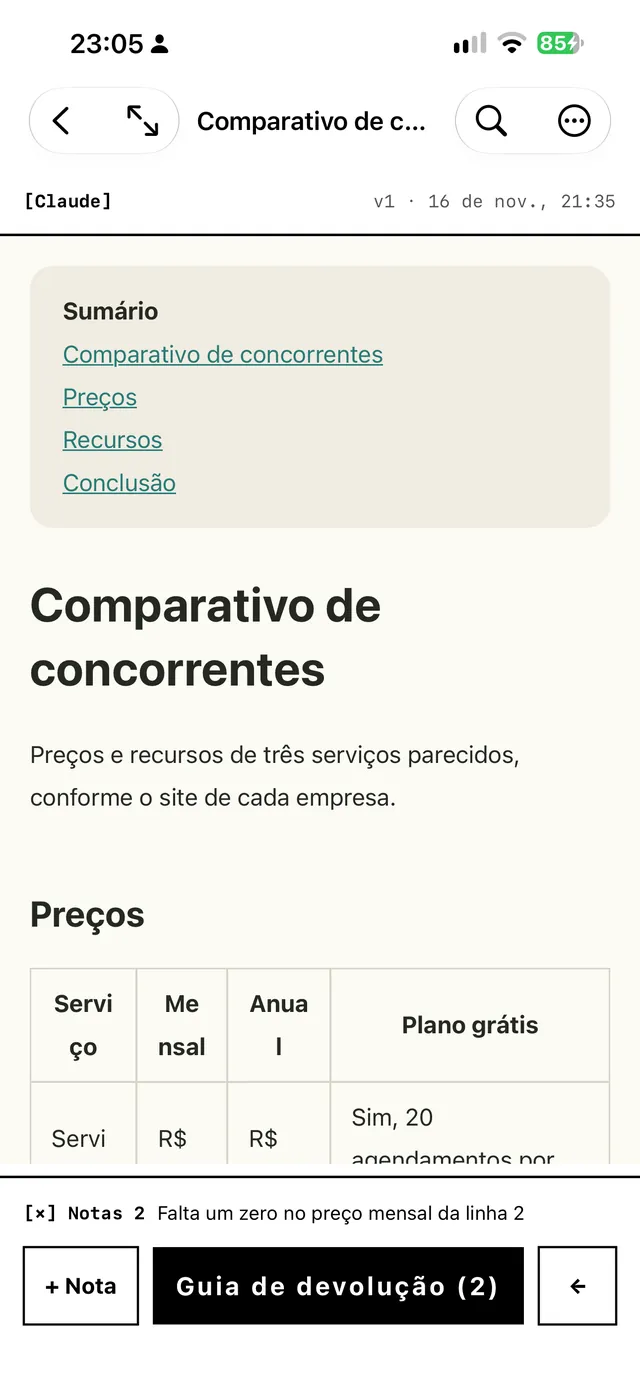 23:05
85
Comparativo de c...
[Claude]
v1 · 16 de nov., 21:35
Sumário
Comparativo de concorrentes
Preços
Recursos
Conclusão
Comparativo de
concorrentes
Preços e recursos de três serviços parecidos,
conforme o site de cada empresa.
Preços
Servi
ço
Me
nsal
Anua
l
Plano grátis
Servi
R$
R$
Sim, 20
agendamentos por
[×] Notas 2 Falta um zero no preço mensal da linha 2
+ Nota
Guia de devolução (2)
←